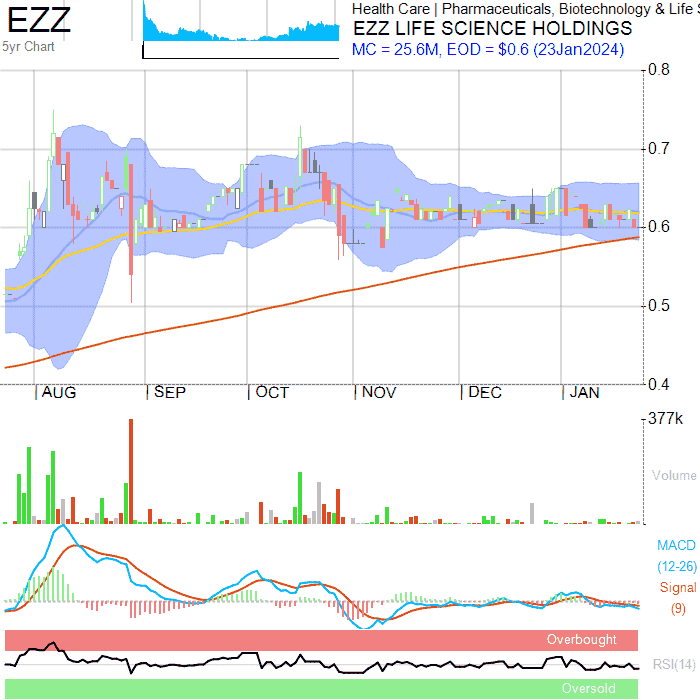 EZZ
5yr Chart
Health Care | Pharmaceuticals, Biotechnology & Life
EZZ LIFE SCIENCE HOLDINGS
MC = 25.6M, EOD = $0.6 (23Jan2024)
0.8
0.7
0.6
0.5
0.4
| AUG | SEP | OCT | NOV | DEC | JAN
377k
Volume
MACD
(12-26)
Signal
(9)
Overbought
RSI(14)
Oversold